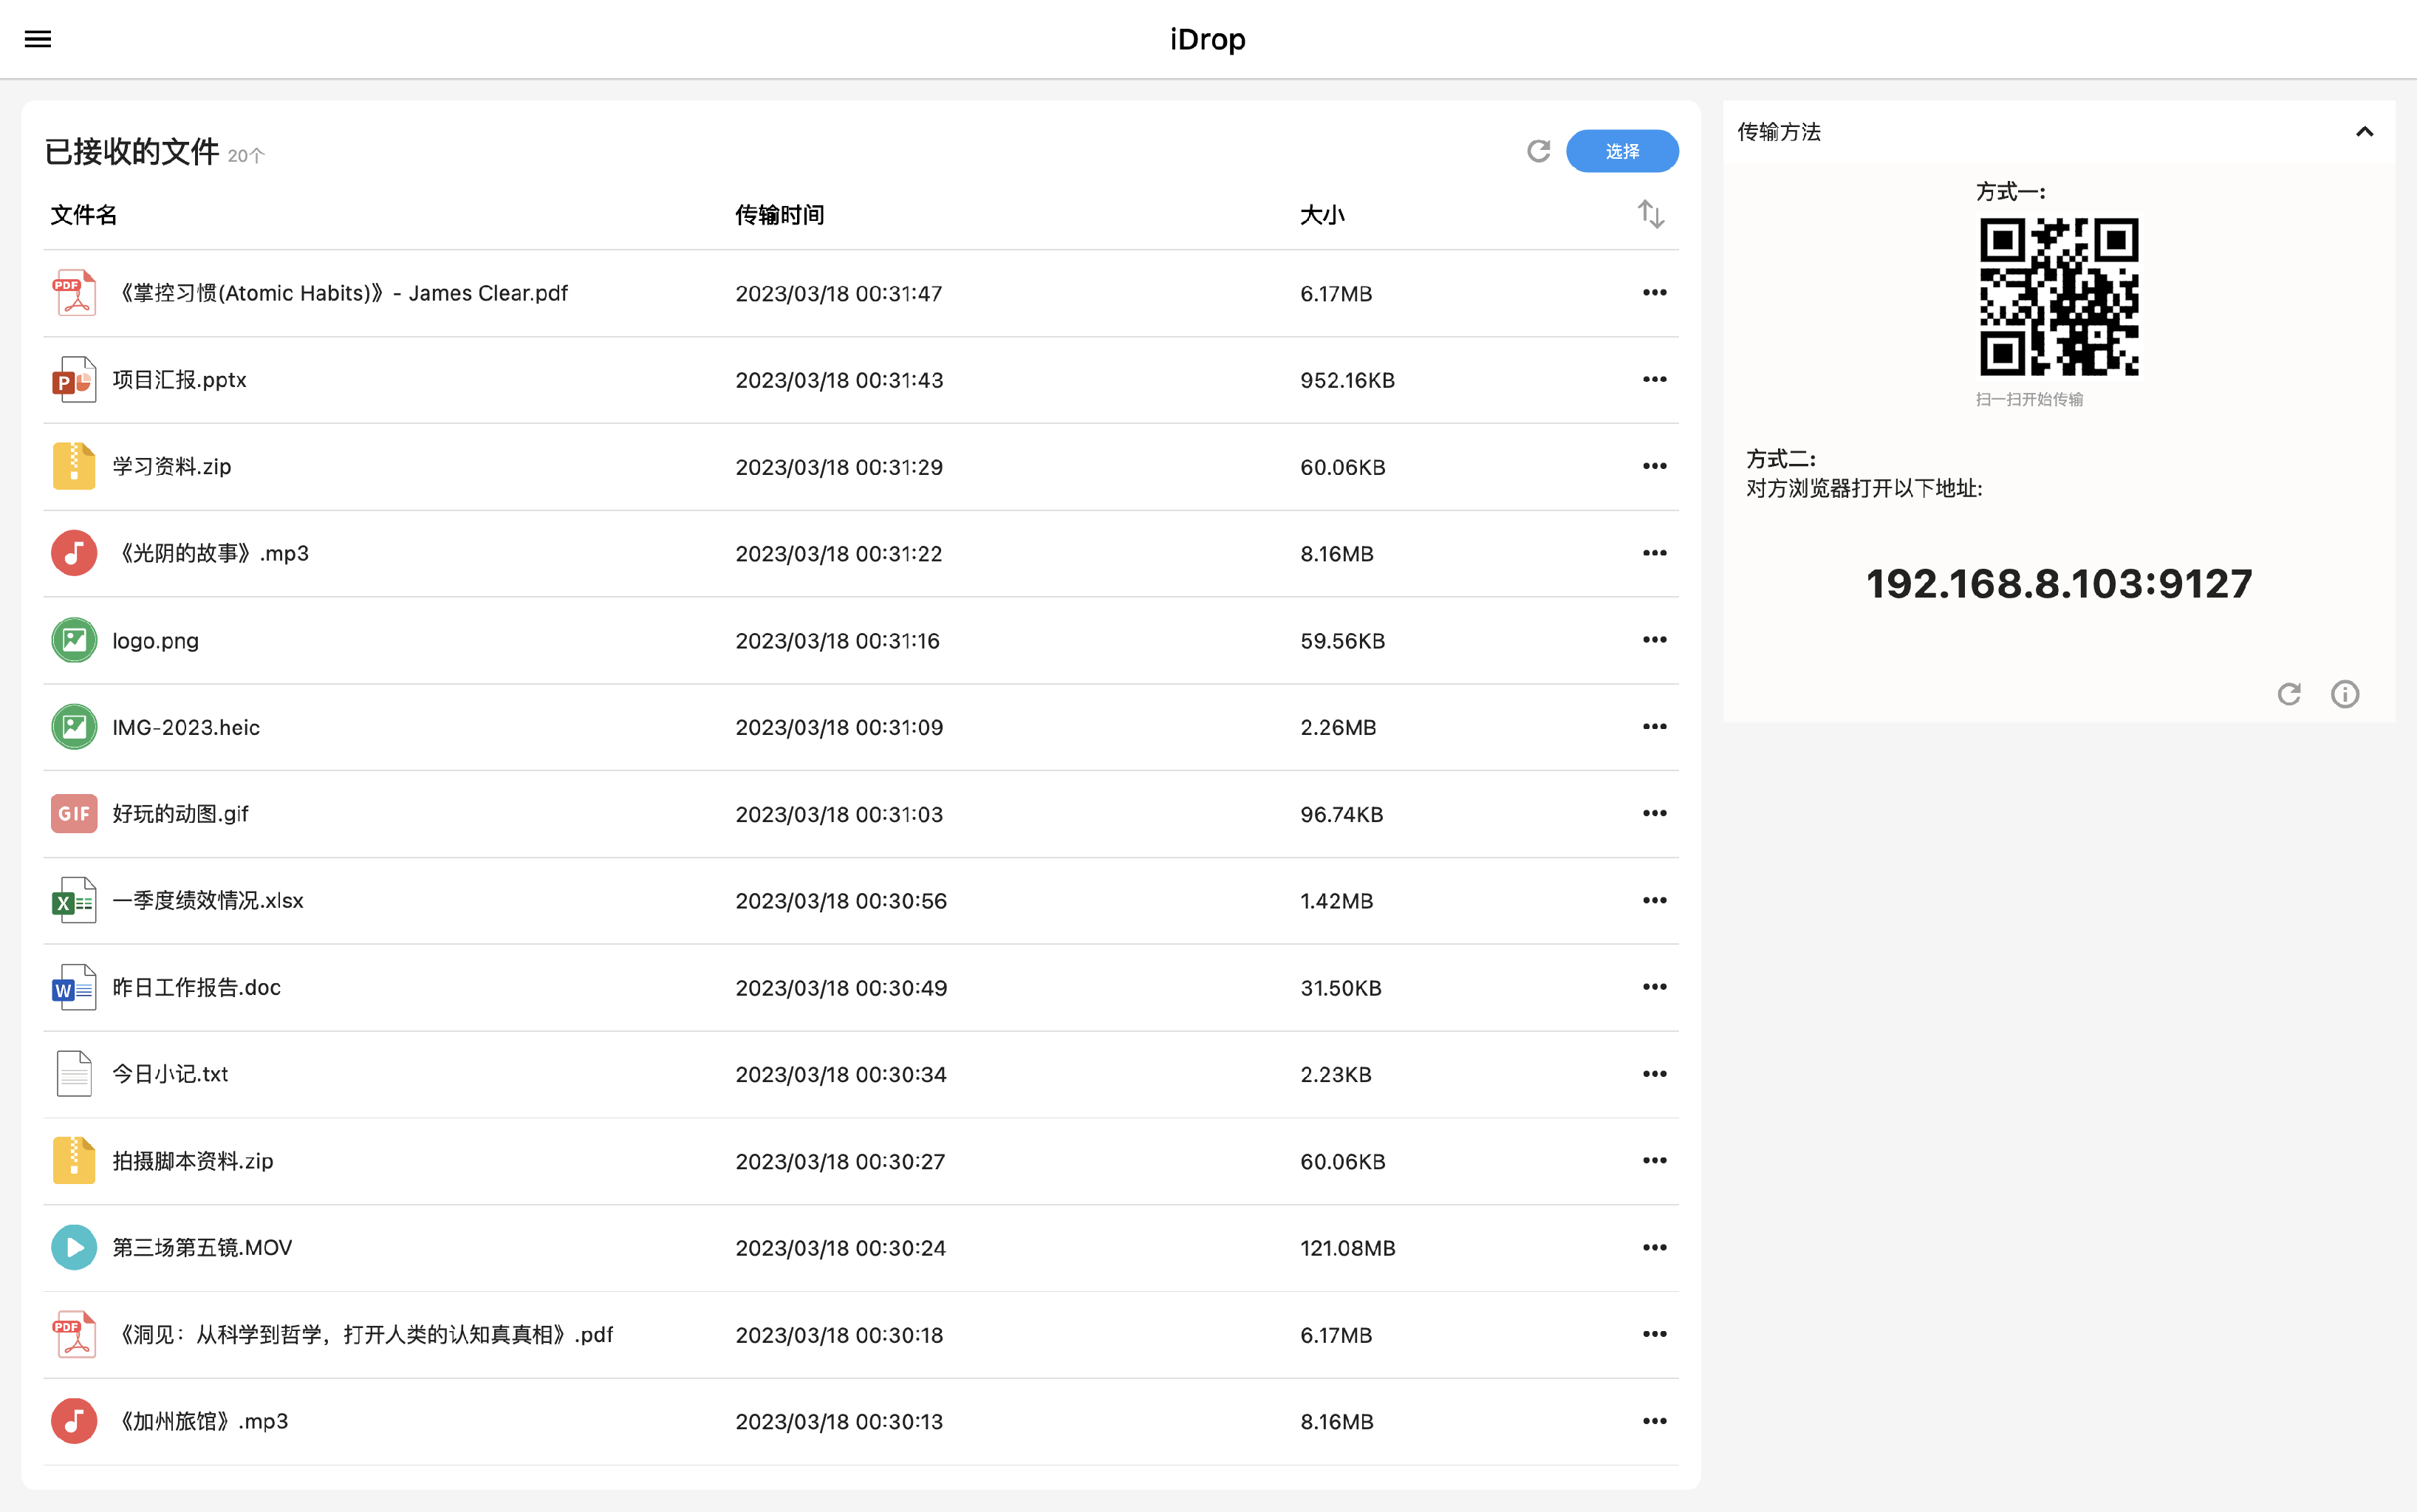 iDrop
已接收的文件 20个
选择
文件名 传输时间 大小
PDF 《掌控习惯(Atomic Habits)》- James Clear.pdf 2023/03/18 00:31:47 6.17MB
P 项目汇报.pptx 2023/03/18 00:31:43 952.16KB
学习资料.zip 2023/03/18 00:31:29 60.06KB
《光阴的故事》.mp3 2023/03/18 00:31:22 8.16MB
logo.png 2023/03/18 00:31:16 59.56KB
IMG-2023.heic 2023/03/18 00:31:09 2.26MB
GIF 好玩的动图.gif 2023/03/18 00:31:03 96.74KB
X 一季度绩效情况.xlsx 2023/03/18 00:30:56 1.42MB
W 昨日工作报告.doc 2023/03/18 00:30:49 31.50KB
今日小记.txt 2023/03/18 00:30:34 2.23KB
拍摄脚本资料.zip 2023/03/18 00:30:27 60.06KB
第三场第五镜.MOV 2023/03/18 00:30:24 121.08MB
PDF 《洞见：从科学到哲学，打开人类的认知真真相》.pdf 2023/03/18 00:30:18 6.17MB
《加州旅馆》.mp3 2023/03/18 00:30:13 8.16MB
传输方法
方式一:
扫一扫开始传输
方式二:
对方浏览器打开以下地址:
192.168.8.103:9127